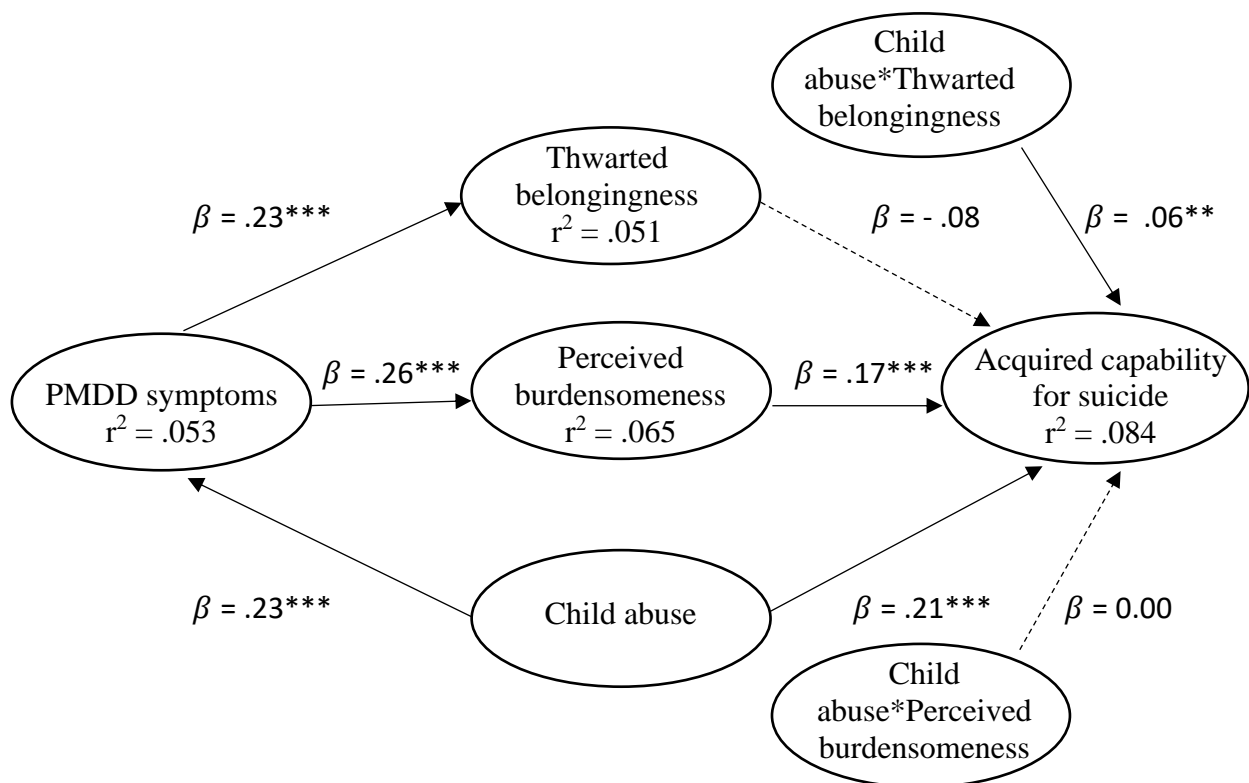 Child
abuse*Thwarted
belongingness
Thwarted
belongingness
r² = .051
β = .23***
β = - .08
β = .06**
PMDD symptoms
r² = .053
β = .26***
Perceived
burdensomeness
r² = .065
β = .17***
Acquired capability
for suicide
r² = .084
β = .23***
Child abuse
β = .21***
β = 0.00
Child
abuse*Perceived
burdensomeness